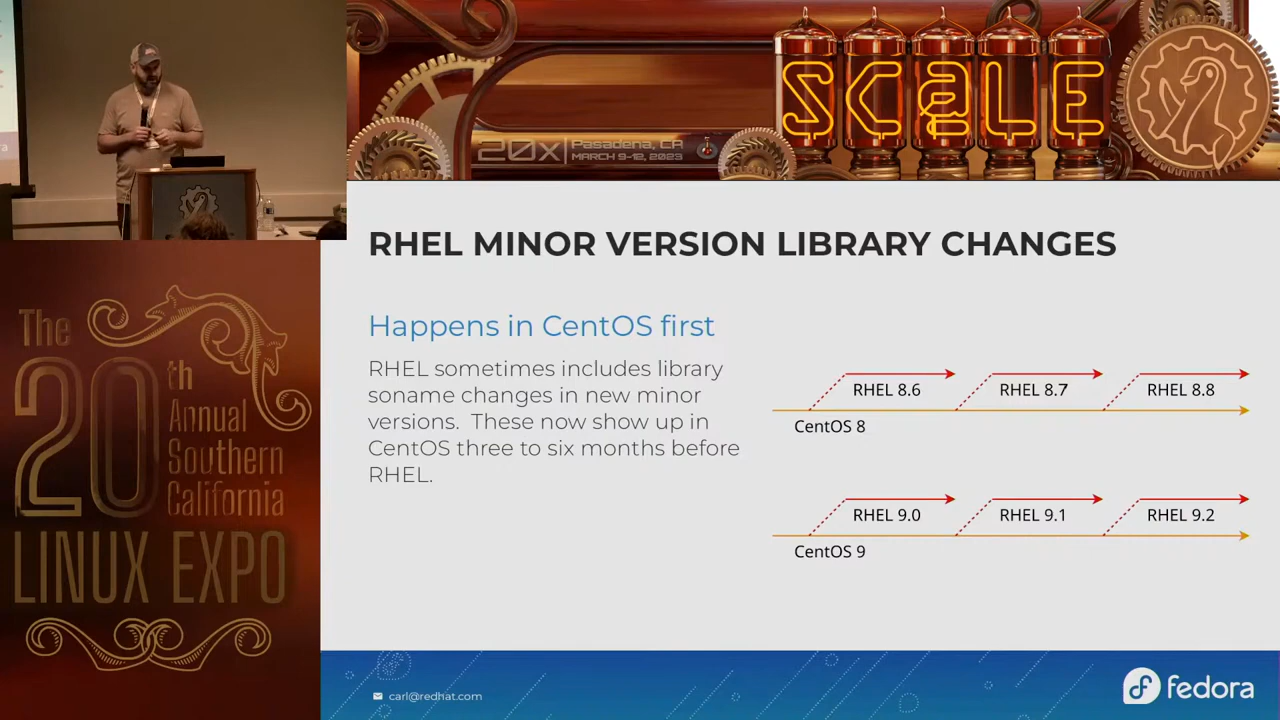 SCaLE
20x
Pasadena, CA
MARCH 9-12, 2023
The
20th
Annual
Southern
California
LINUX EXPO
RHEL MINOR VERSION LIBRARY CHANGES
Happens in CentOS first
RHEL sometimes includes library
soname changes in new minor
versions. These now show up in
CentOS three to six months before
RHEL.
RHEL 8.6
RHEL 8.7
RHEL 8.8
CentOS 8
RHEL 9.0
RHEL 9.1
RHEL 9.2
CentOS 9
carl@redhat.com
fedora